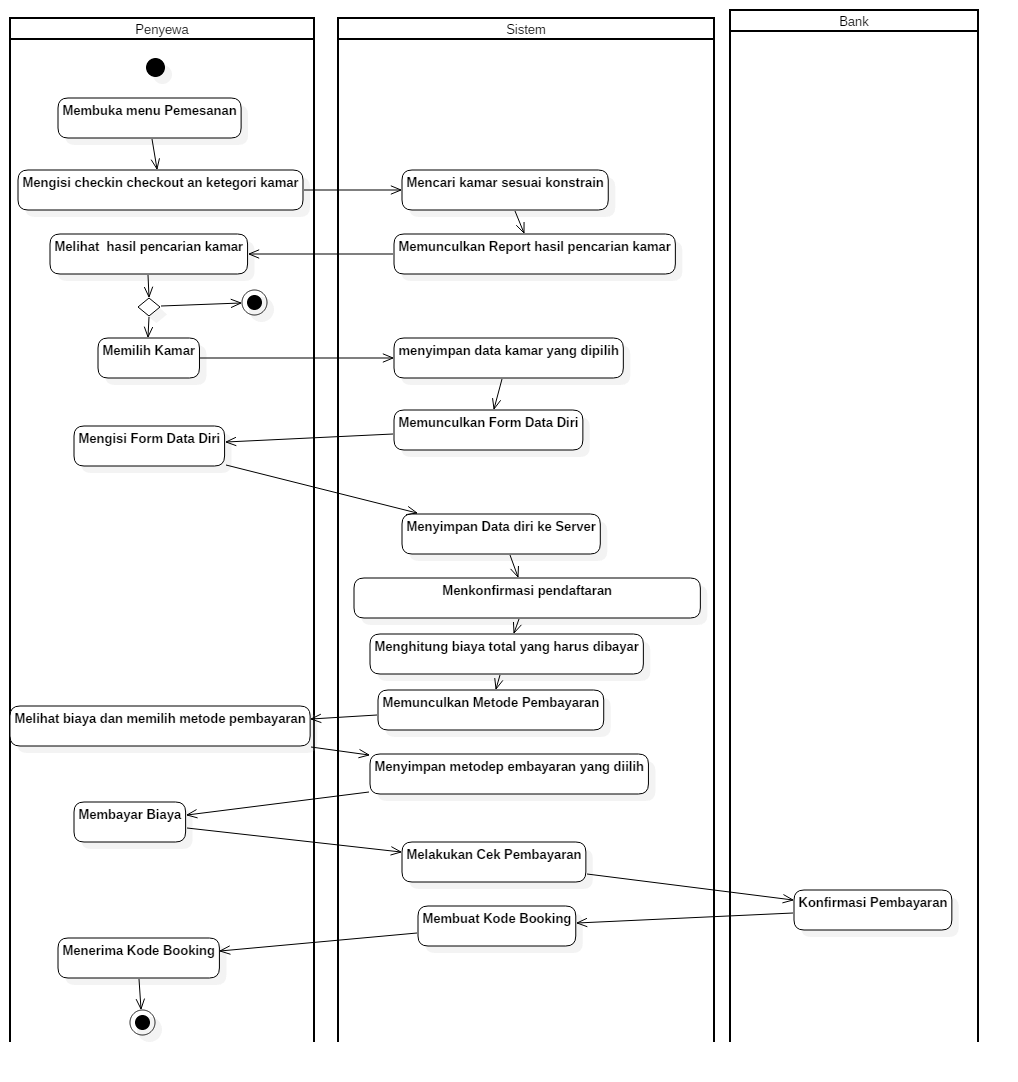 Penyewa
Sistem
Bank
Membuka menu Pemesanan
Mengisi checkin checkout an ketegori kamar
Mencari kamar sesuai konstrain
Melihat  hasil pencarian kamar
Memunculkan Report hasil pencarian kamar
Memilih Kamar
menyimpan data kamar yang dipilih
Memunculkan Form Data Diri
Mengisi Form Data Diri
Menyimpan Data diri ke Server
Menkonfirmasi pendaftaran
Menghitung biaya total yang harus dibayar
Memunculkan Metode Pembayaran
Melihat biaya dan memilih metode pembayaran
Menyimpan metodep embayaran yang diilih
Membayar Biaya
Melakukan Cek Pembayaran
Konfirmasi Pembayaran
Membuat Kode Booking
Menerima Kode Booking